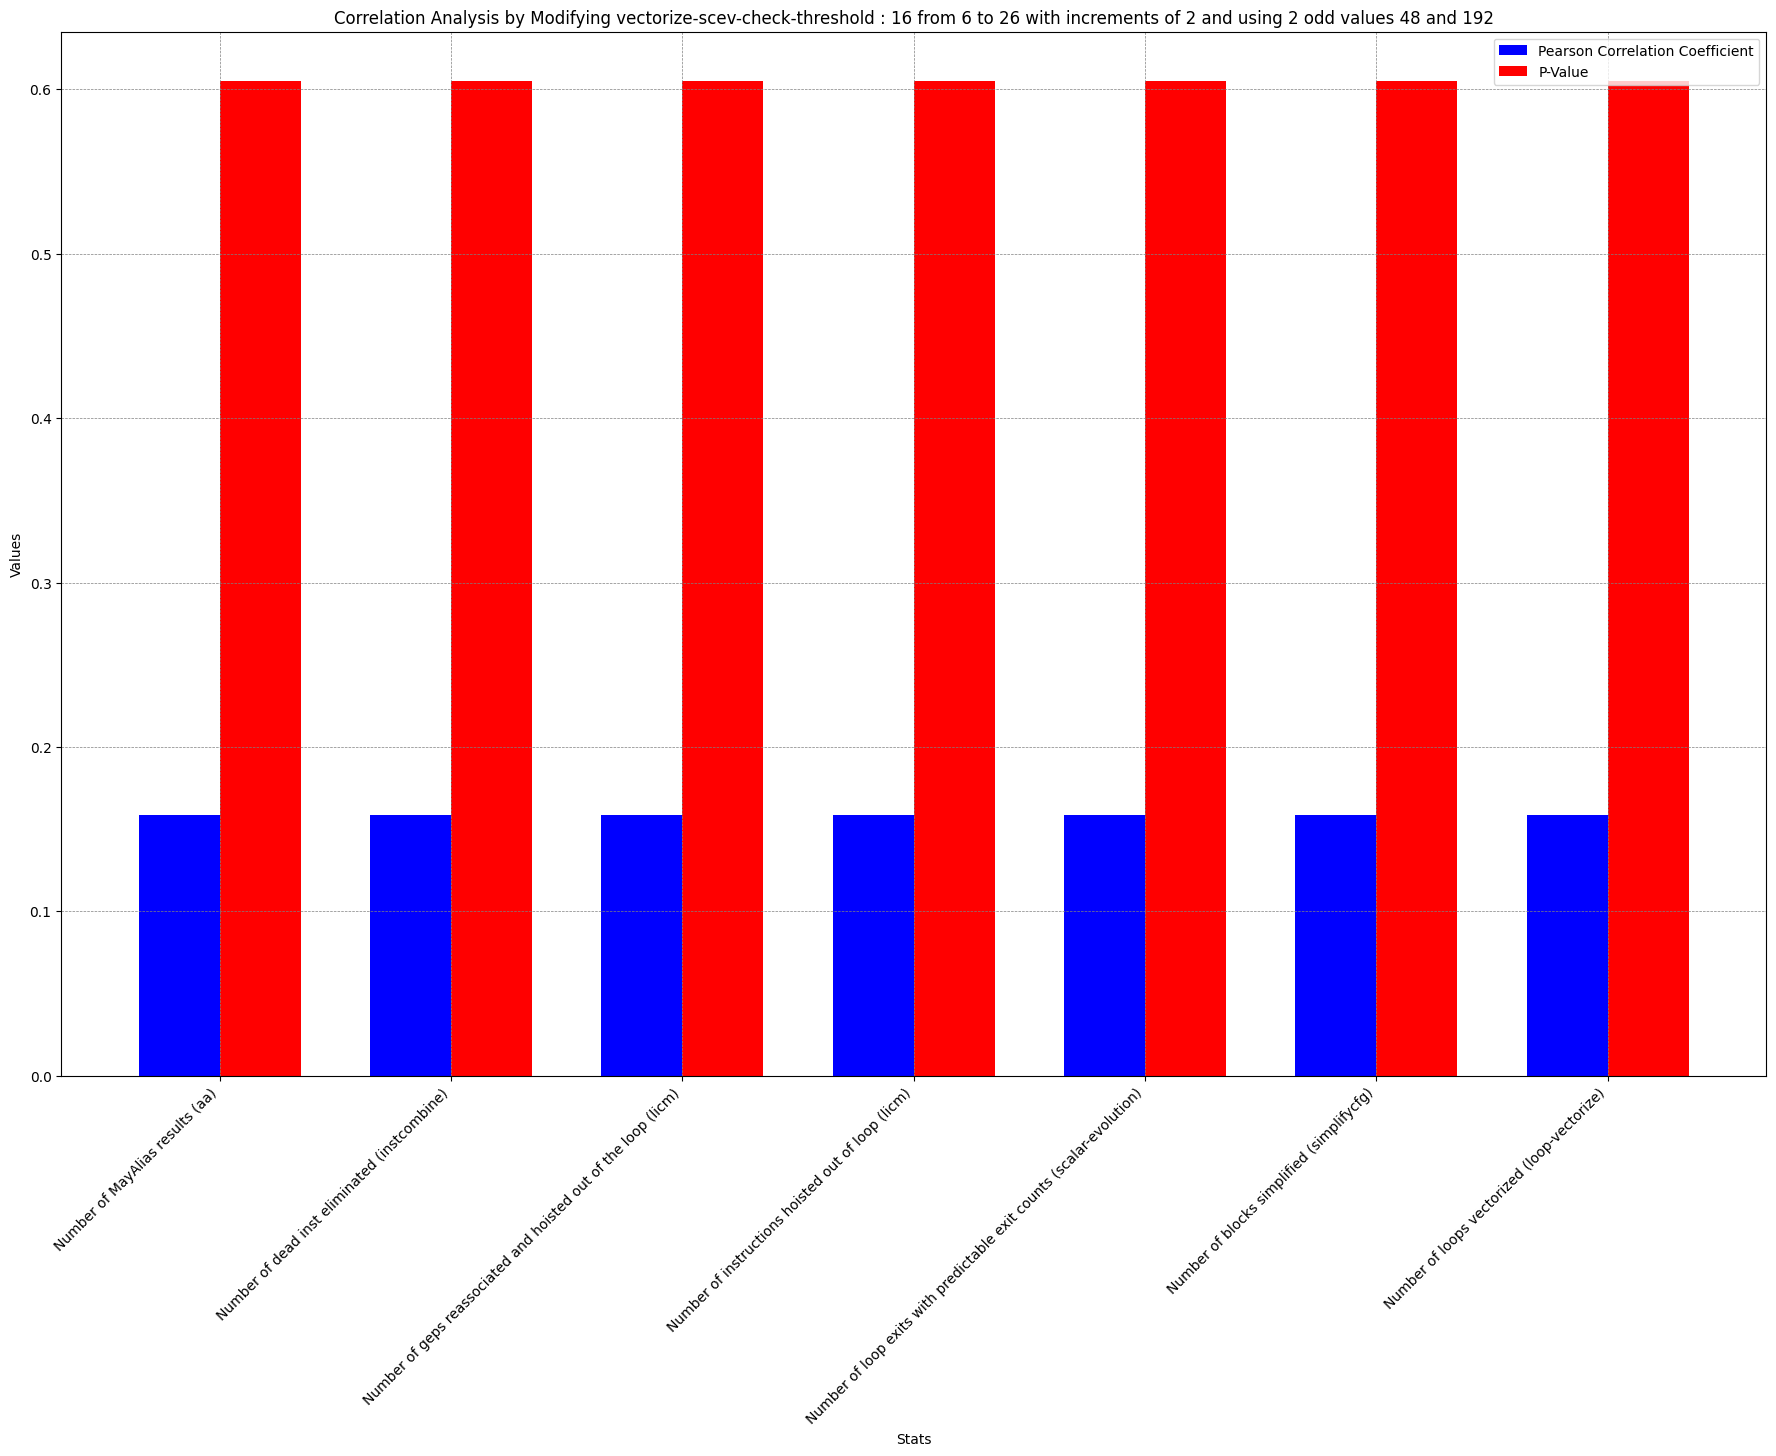 Correlation Analysis by Modifying vectorize-scev-check-threshold : 16 from 6 to 26 with increments of 2 and using 2 odd values 48 and 192
Pearson Correlation Coefficient
P-Value
Values
0.6
0.5
0.4
0.3
0.2
0.1
0.0
Number of MayAlias results (aa)
Number of dead inst eliminated (instcombine)
Number of geps reassociated and hoisted out of the loop (licm)
Number of instructions hoisted out of loop (licm)
Number of loop exits with predictable exit counts (scalar-evolution)
Number of blocks simplified (simplifycfg)
Number of loops vectorized (loop-vectorize)
Stats